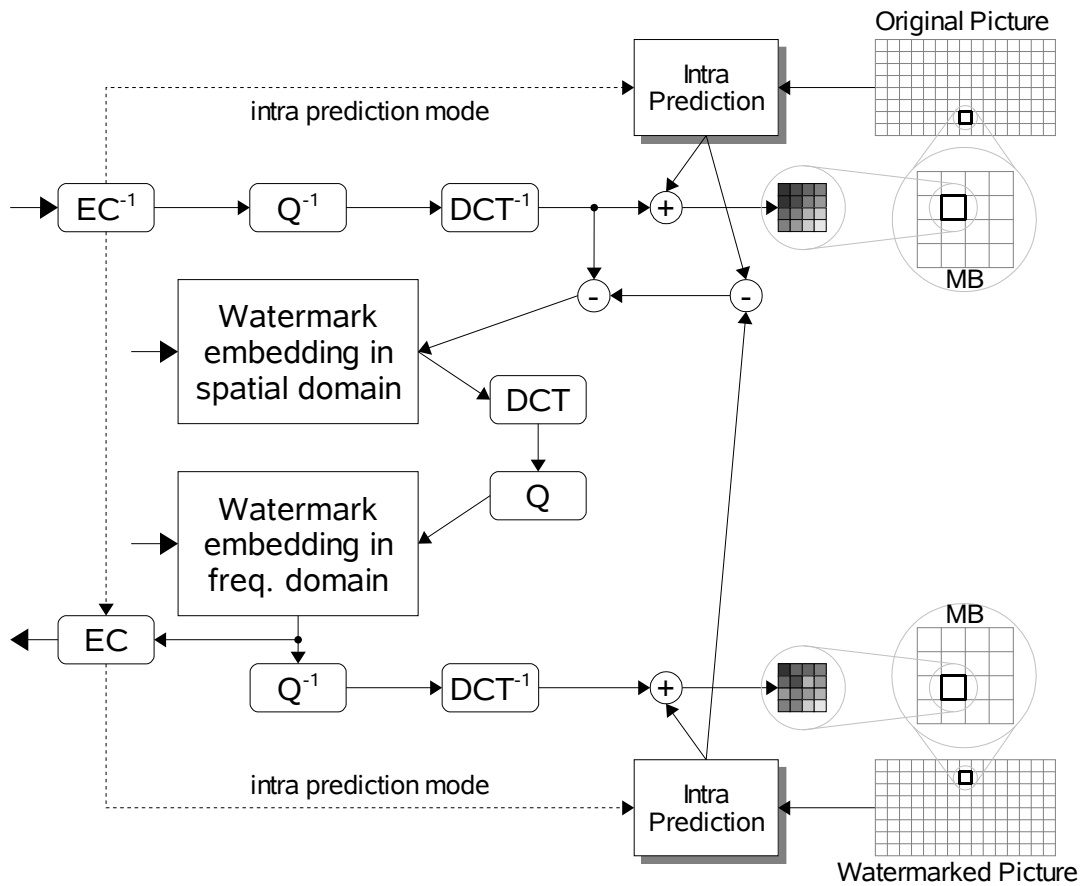 Original Picture
Intra
Prediction
intra prediction mode
EC⁻¹
Q⁻¹
DCT⁻¹
+
MB
-
-
Watermark
embedding in
spatial domain
DCT
Q
Watermark
embedding in
freq. domain
MB
EC
Q⁻¹
DCT⁻¹
+
intra prediction mode
Intra
Prediction
Watermarked Picture